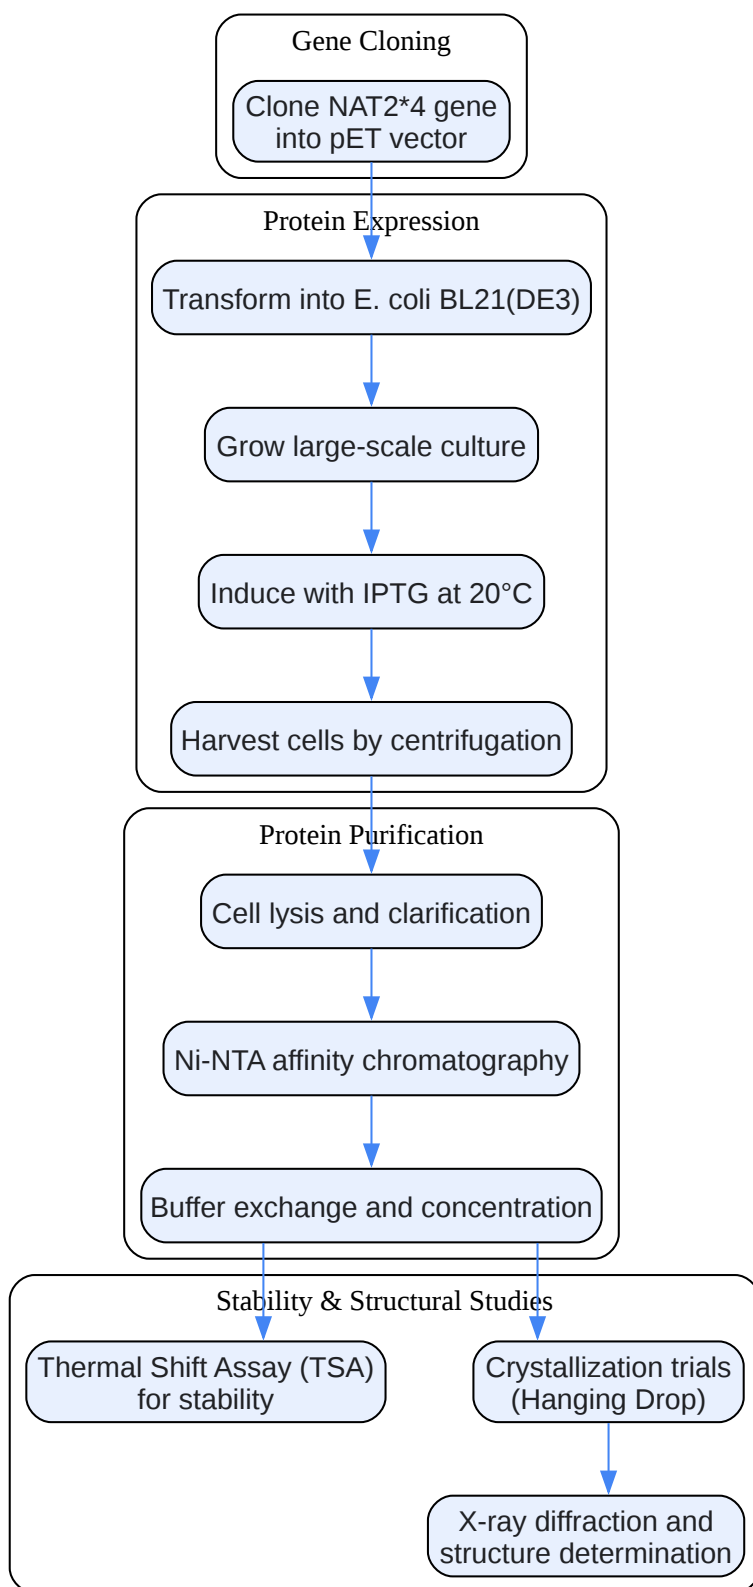 Gene Cloning
Clone NAT2*4 gene
into pET vector
Protein Expression
Transform into E. coli BL21(DE3)
Grow large-scale culture
Induce with IPTG at 20°C
Harvest cells by centrifugation
Protein Purification
Cell lysis and clarification
Ni-NTA affinity chromatography
Buffer exchange and concentration
Stability & Structural Studies
Thermal Shift Assay (TSA)
for stability
Crystallization trials
(Hanging Drop)
X-ray diffraction and
structure determination